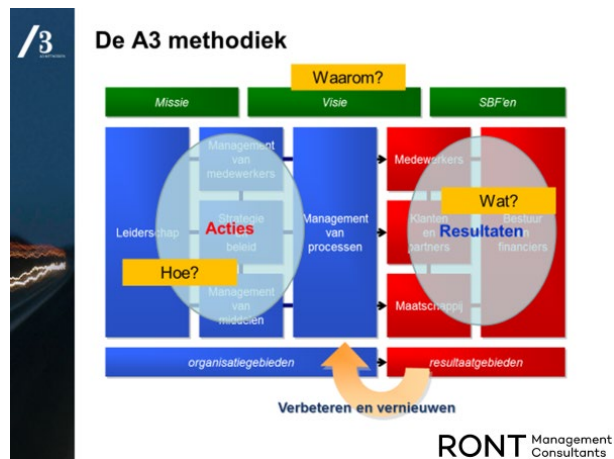 /3
De A3 methodiek
Waarom?
Missie
Visie
SBF'en
Leiderschap
Management
van
medewerkers
Strategie
beleid
Management
van
middelen
Acties
Hoe?
Management
van
processen
Medewerkers
Klanten
en
partners
Maatschappij
Wat?
Resultaten
Bestuur
financiers
organisatiegebieden
resultaatgebieden
Verbeteren en vernieuwen
RONT Management
Consultants